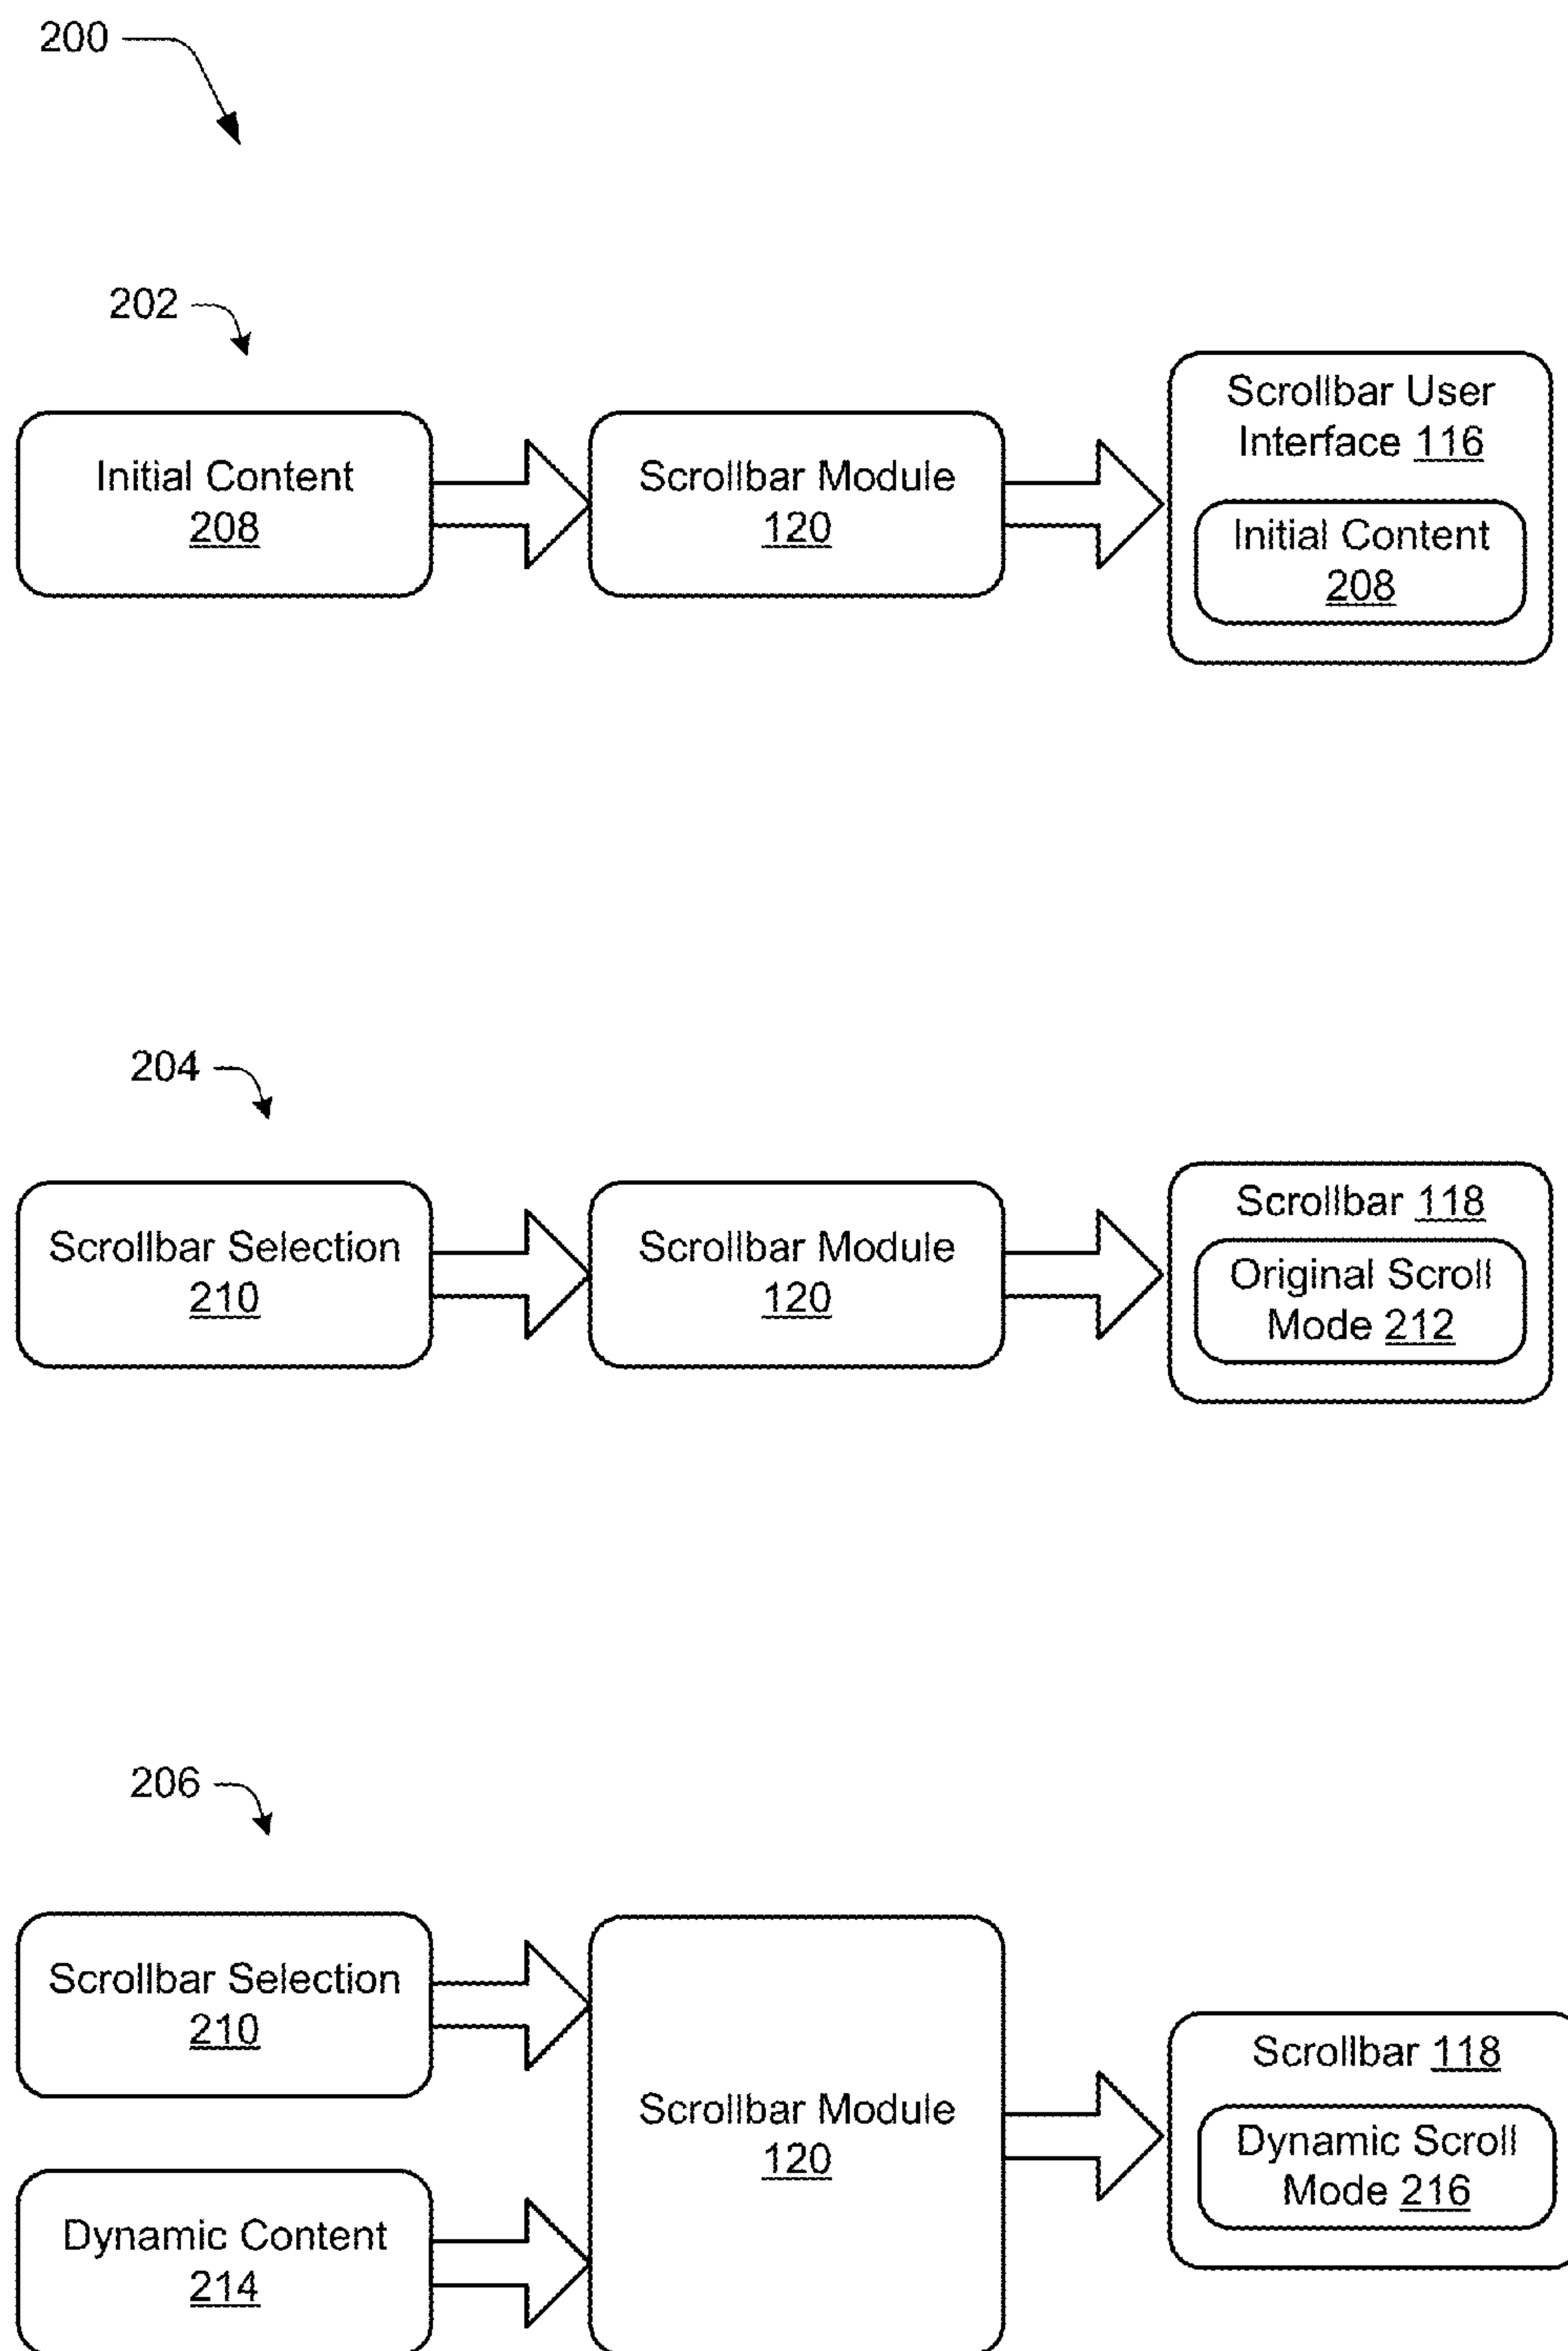 200
202
Initial Content
208
Scrollbar Module
120
Scrollbar User
Interface 116
Initial Content
208
204
Scrollbar Selection
210
Scrollbar Module
120
Scrollbar 118
Original Scroll
Mode 212
206
Scrollbar Selection
210
Dynamic Content
214
Scrollbar Module
120
Scrollbar 118
Dynamic Scroll
Mode 216